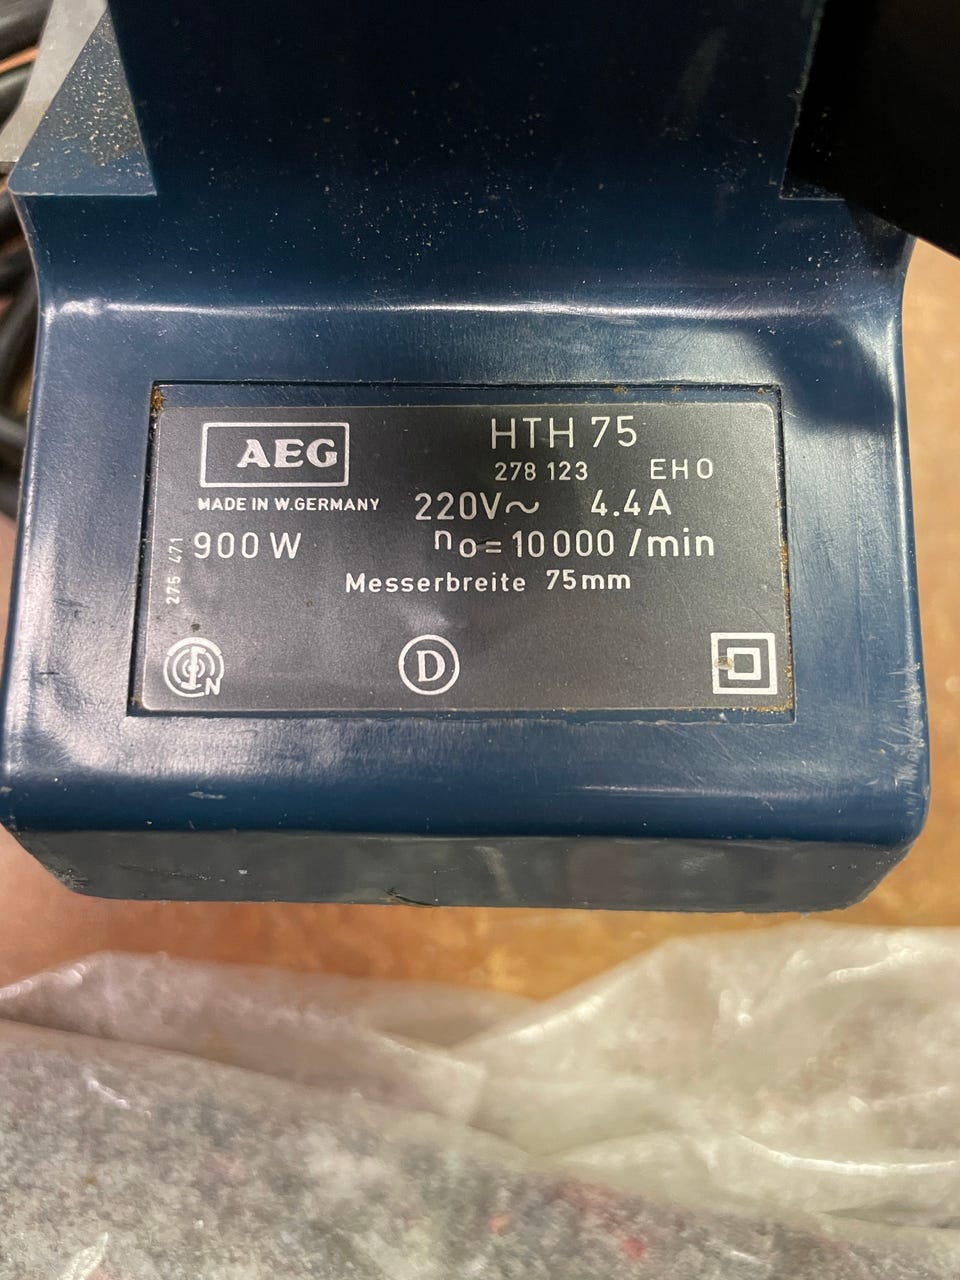 AEG
HTH 75
278 123 EHO
MADE IN W.GERMANY
220V~ 4.4A
900 W
n₀=10000 /min
Messerbreite 75mm
275 471
N
D